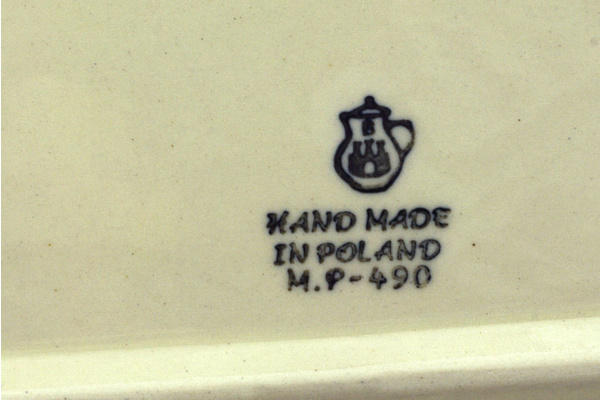 B
HAND MADE
IN POLAND
M.P-490